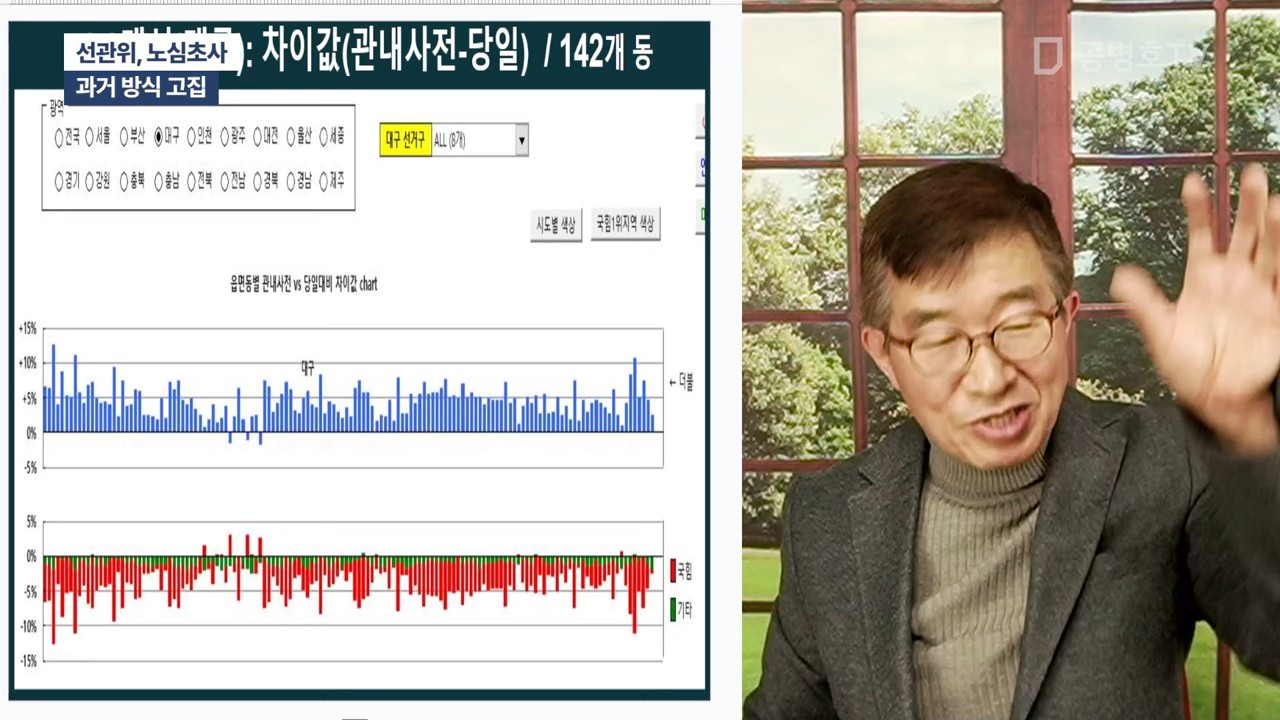 선관위, 노심초사
과거 방식 고집
): 차이값(관내사전-당일) / 142개 동
광역
전국 서울 부산 대구 인천 광주 대전 울산 세종
경기 강원 충북 충남 전북 전남 경북 경남 제주
대구 선거구 ALL (8개)
시도별 색상 국힘1위지역 색상
읍면동별 관내사전 vs 당일대비 차이값 chart
+15%
+10%
+5%
0%
-5%
대구
← 더불
5%
0%
-5%
-10%
-15%
국힘
기타
공병호T